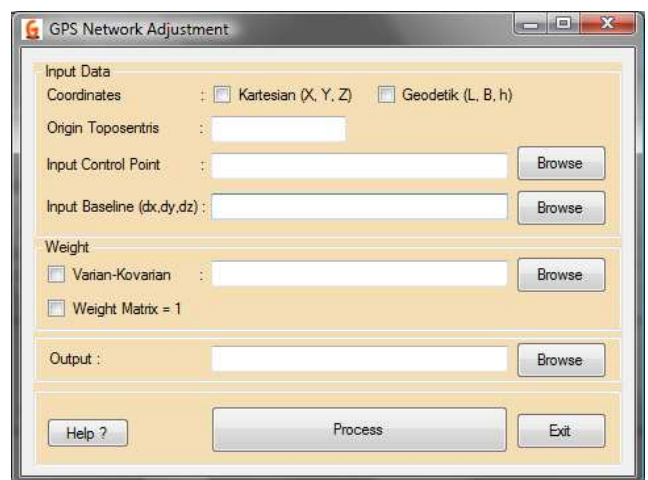 GPS Network Adjustment
Input Data
Coordinates : Kartesian (X, Y, Z) Geodetik (L, B, h)
Origin Toposentris :
Input Control Point : Browse
Input Baseline (dx,dy,dz) : Browse
Weight
Varian-Kovarian : Browse
Weight Matrix = 1
Output : Browse
Help ? Process Exit